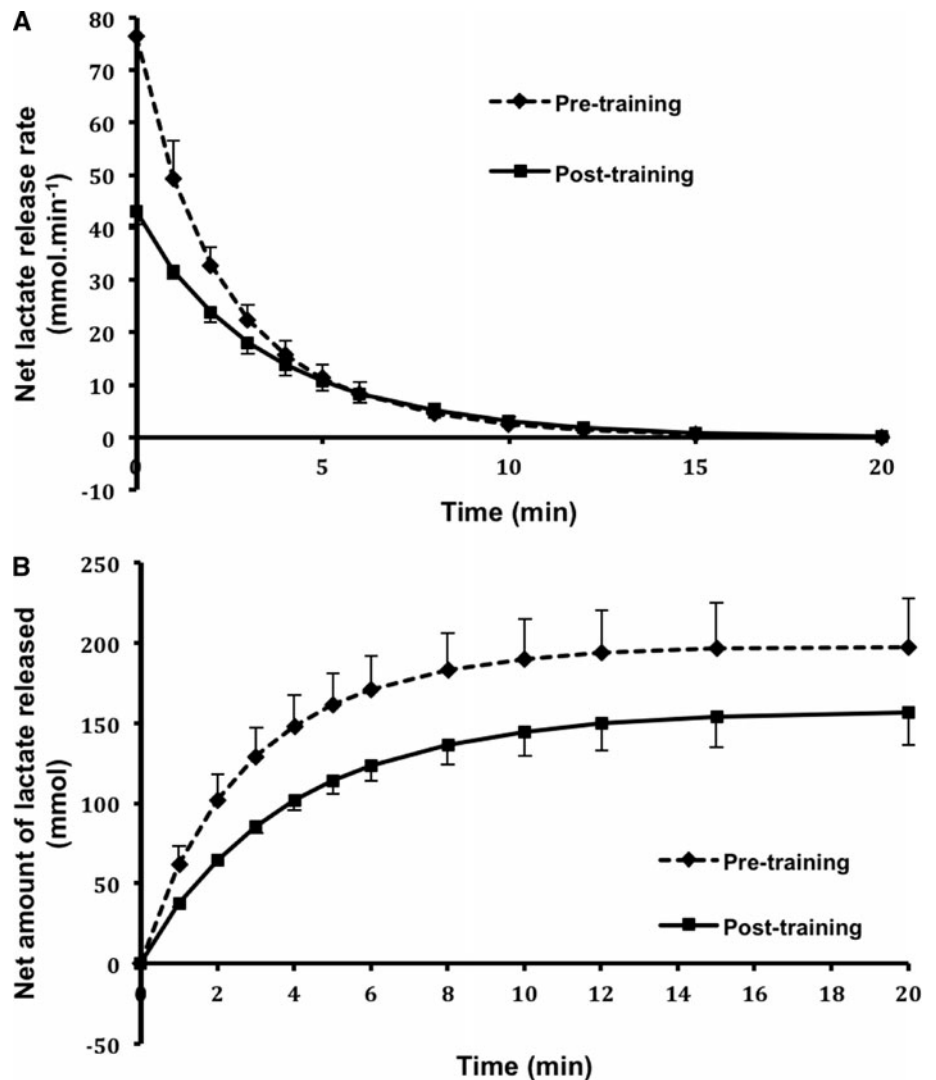 A
Net lactate release rate
(mmol.min⁻¹)
80
70
60
50
40
30
20
10
0
-10
0 5 10 15 20
Time (min)
Pre-training
Post-training
B
Net amount of lactate released
(mmol)
250
200
150
100
50
0
-50
0 2 4 6 8 10 12 14 16 18 20
Time (min)
Pre-training
Post-training